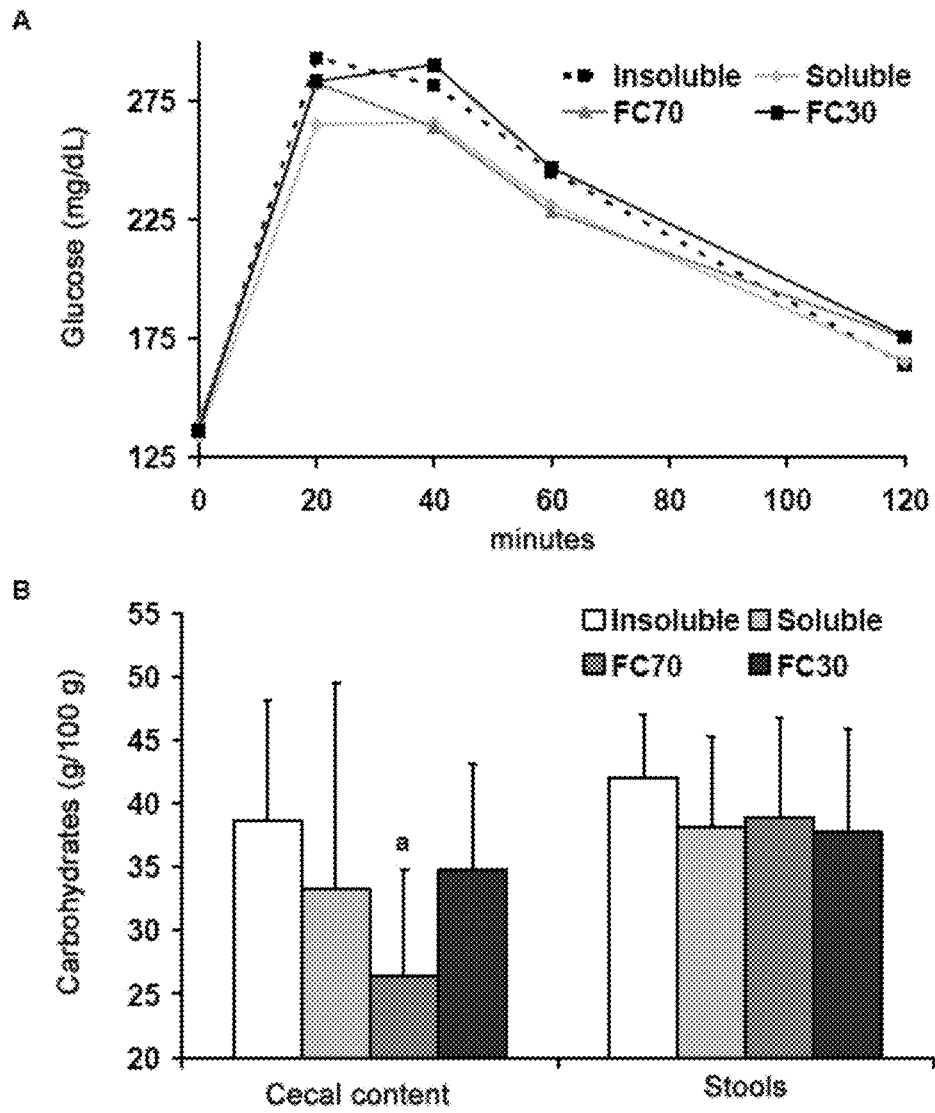 A
Insoluble Soluble
FC70 FC30
275
225
175
125
Glucose (mg/dL)
0 20 40 60 80 100 120
minutes
B
Insoluble Soluble
FC70 FC30
55
50
45
40
35
30
25
20
Carbohydrates (g/100 g)
a
Cecal content Stools